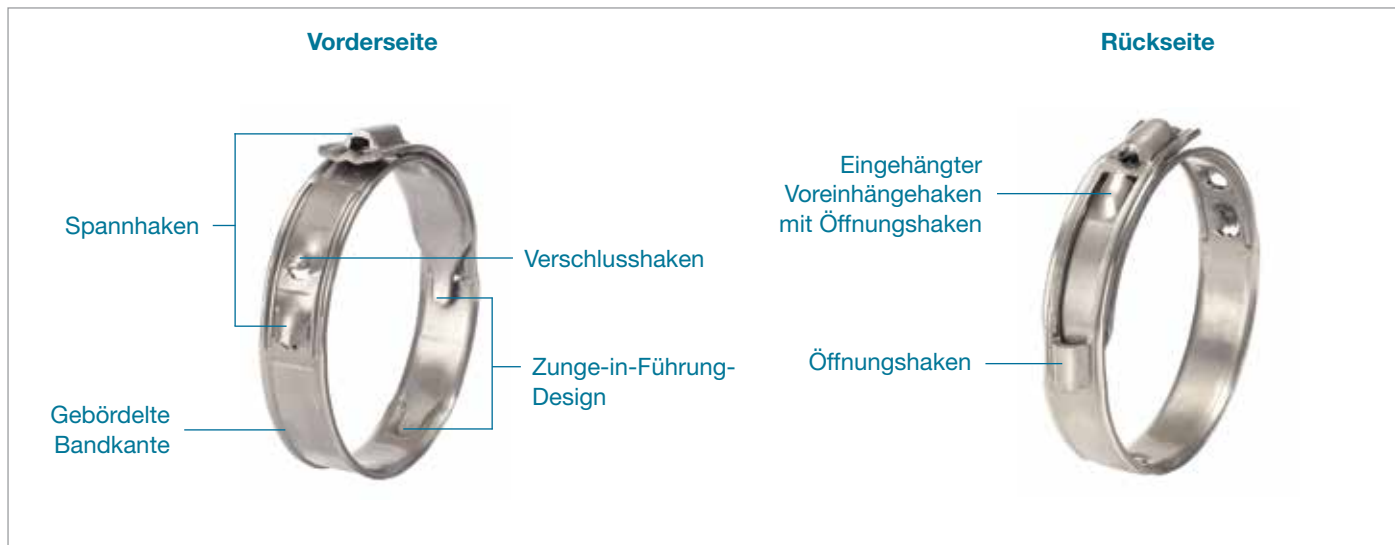 Vorderseite
Spannhaken
Verschlusshaken
Zunge-in-Führung-
Design
Gebördelte
Bandkante
Rückseite
Eingehängter
Voreinhängehaken
mit Öffnungshaken
Öffnungshaken